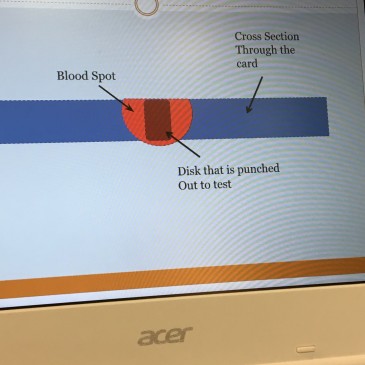 Cross Section
Through the
card
Blood Spot
Disk that is punched
Out to test
acer